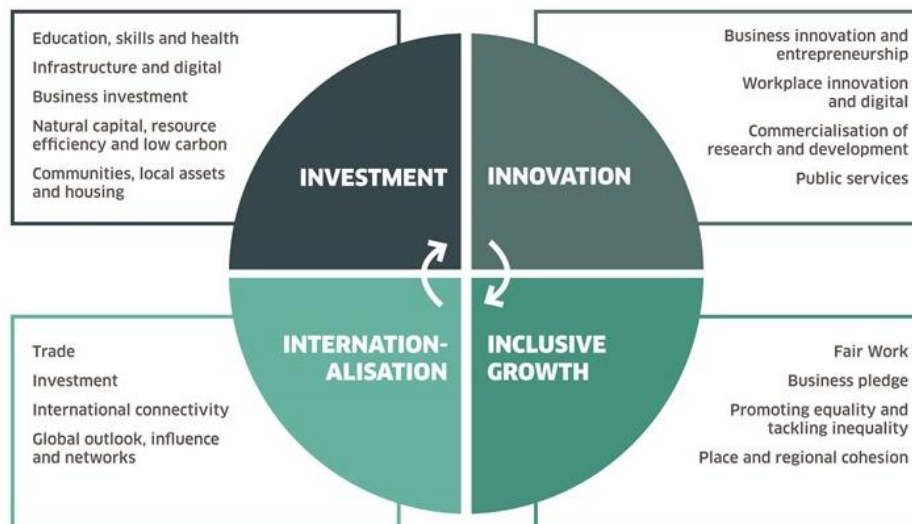 Education, skills and health
Infrastructure and digital
Business investment
Natural capital, resource
efficiency and low carbon
Communities, local assets
and housing
INVESTMENT
INNOVATION
Business innovation and
entrepreneurship
Workplace innovation
and digital
Commercialisation of
research and development
Public services
Trade
Investment
International connectivity
Global outlook, influence
and networks
INTERNATION-
ALISATION
INCLUSIVE
GROWTH
Fair Work
Business pledge
Promoting equality and
tackling inequality
Place and regional cohesion